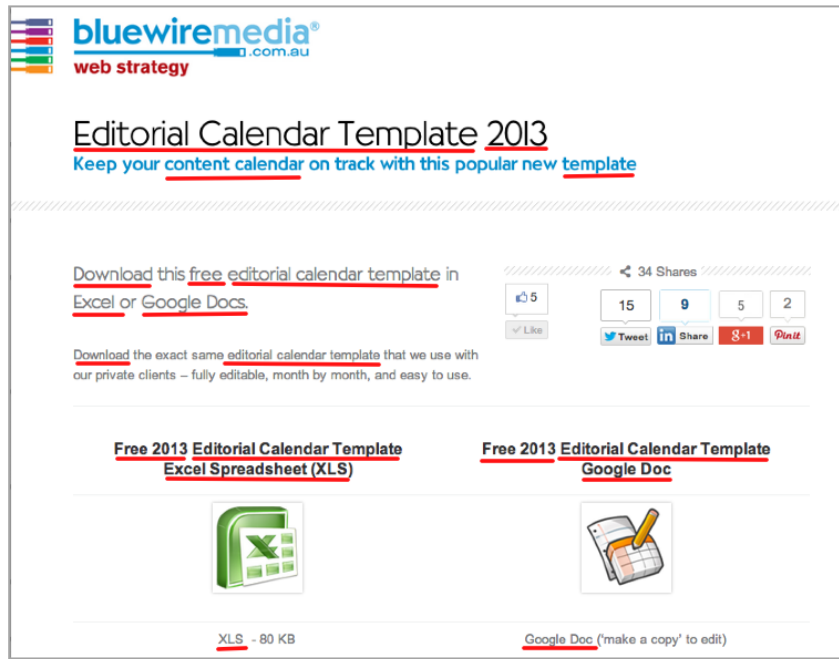 bluewiremedia®
.com.au
web strategy
Editorial Calendar Template 2013
Keep your content calendar on track with this popular new template
Download this free editorial calendar template in
Excel or Google Docs.
34 Shares
5
Like
15
9
5
2
Tweet
in Share
g+1
Pinit
Download the exact same editorial calendar template that we use with
our private clients – fully editable, month by month, and easy to use.
Free 2013 Editorial Calendar Template
Excel Spreadsheet (XLS)
Free 2013 Editorial Calendar Template
Google Doc
XLS - 80 KB
Google Doc ('make a copy' to edit)